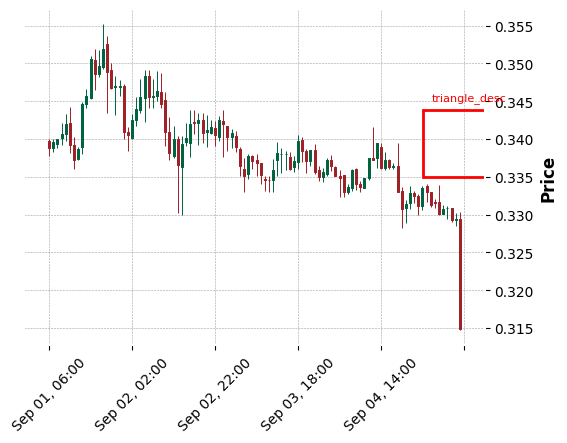 0.355
0.350
triangle_desc
0.345
0.340
0.335
0.330
0.325
0.320
0.315
Price
Sep 01, 06:00
Sep 02, 02:00
Sep 02, 22:00
Sep 03, 18:00
Sep 04, 14:00